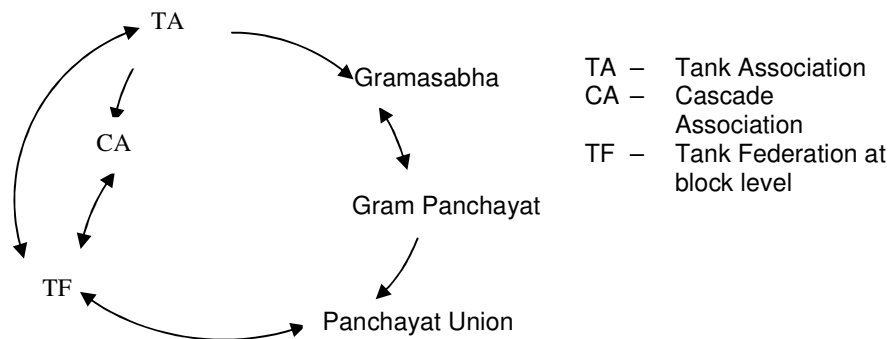 TA
Gramasabha
CA
Gram Panchayat
TF
Panchayat Union
TA – Tank Association
CA – Cascade
Association
TF – Tank Federation at
block level